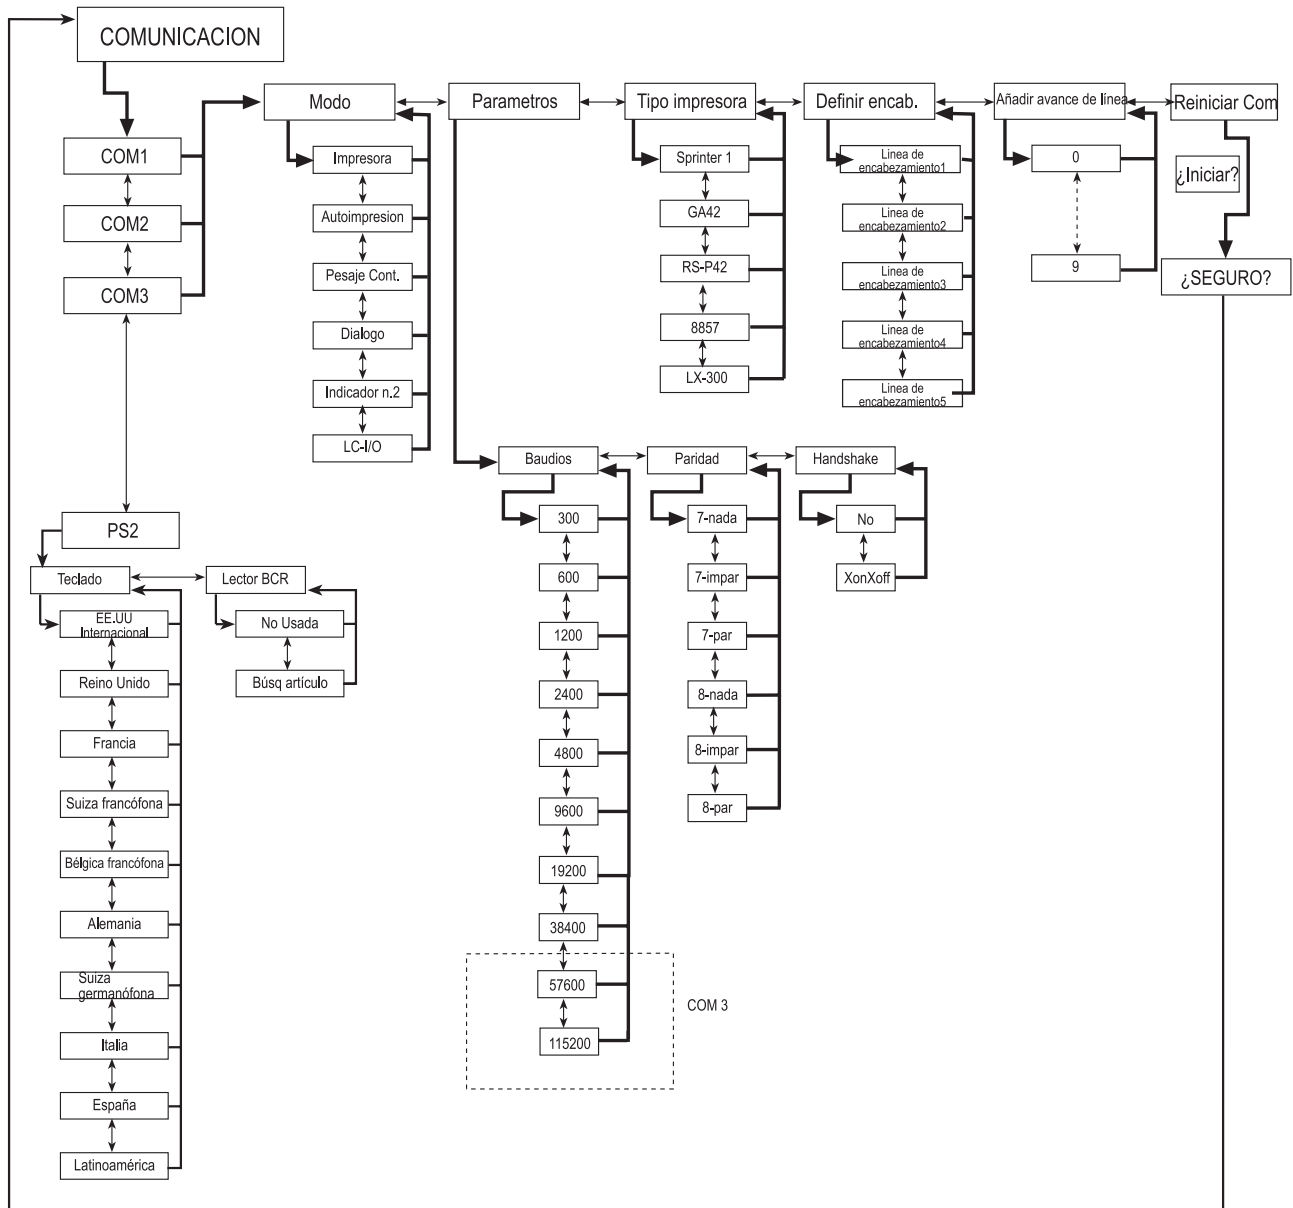 COMUNICACION
Modo
Parametros
Tipo impresora
Definir encab.
Añadir avance de línea
Reiniciar Com
COM1
COM2
COM3
Impresora
Autoimpresion
Pesaje Cont.
Dialogo
Indicador n.2
LC-I/O
Sprinter 1
GA42
RS-P42
8857
LX-300
Linea de
encabezamiento1
Linea de
encabezamiento2
Linea de
encabezamiento3
Linea de
encabezamiento4
Linea de
encabezamiento5
0
9
¿Iniciar?
¿SEGURO?
Baudios
Paridad
Handshake
300
600
1200
2400
4800
9600
19200
38400
57600
115200
COM 3
7-nada
7-impar
7-par
8-nada
8-impar
8-par
No
XonXoff
PS2
Teclado
Lector BCR
EE.UU
Internacional
Reino Unido
Francia
Suiza francófona
Bélgica francófona
Alemania
Suiza
germanófona
Italia
España
Latinoamérica
No Usada
Búsq artículo